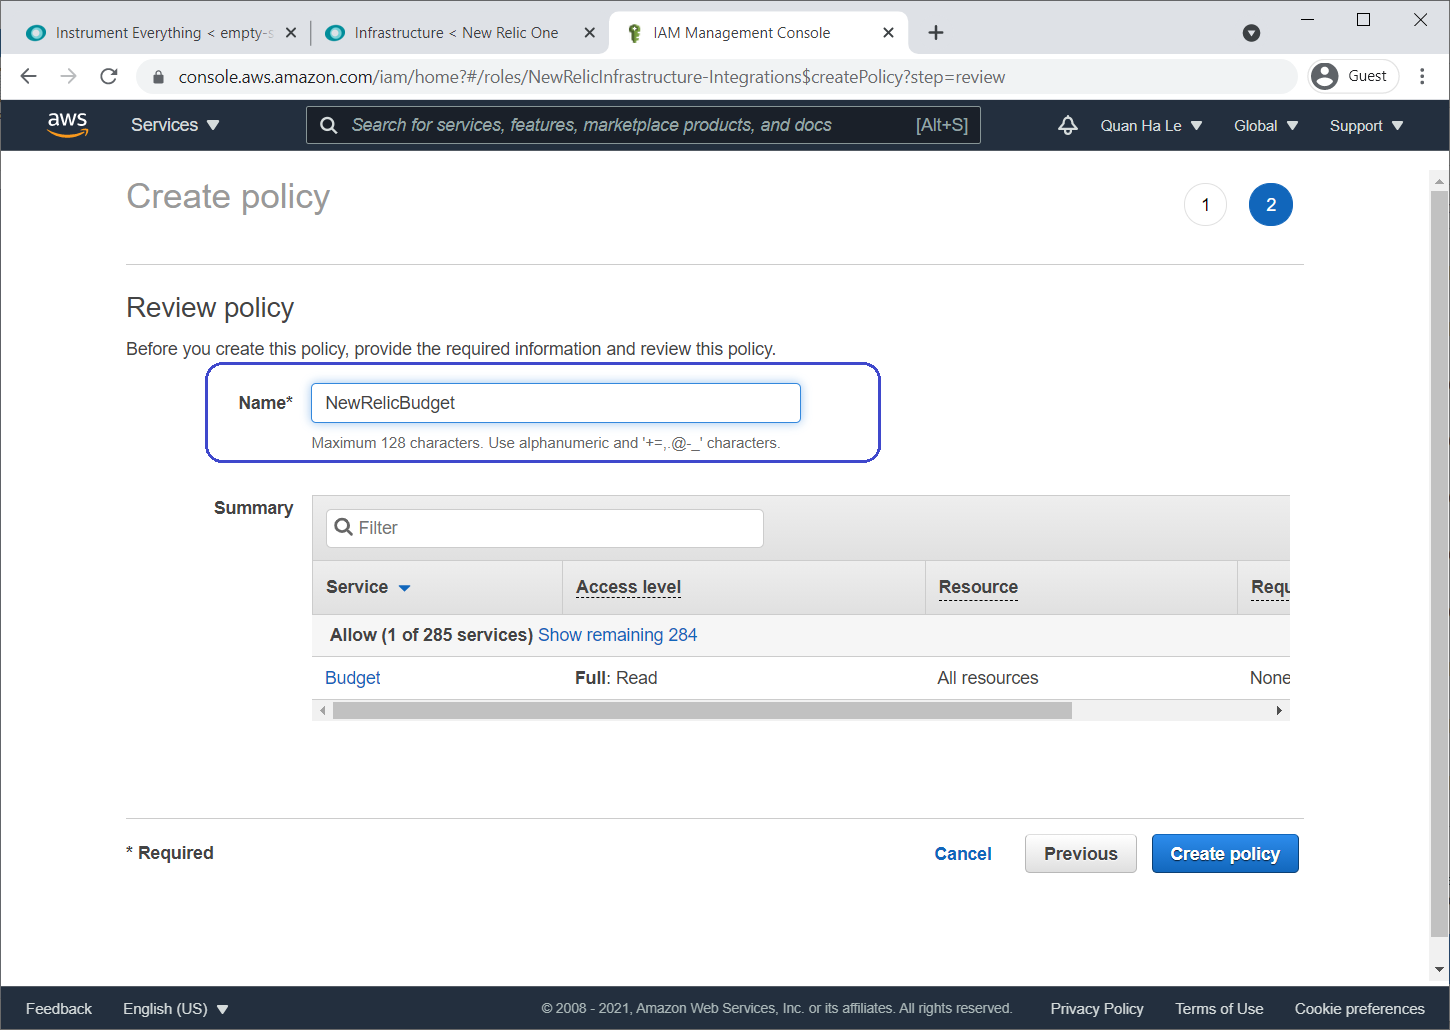 Instrument Everything < empty-s
Infrastructure < New Relic One
IAM Management Console
console.aws.amazon.com/iam/home?#/roles/NewRelicInfrastructure-Integrations$createPolicy?step=review
Guest
aws
Services
Search for services, features, marketplace products, and docs
[Alt+S]
Quan Ha Le
Global
Support
Create policy
1
2
Review policy
Before you create this policy, provide the required information and review this policy.
Name*
NewRelicBudget
Maximum 128 characters. Use alphanumeric and '+=,.@-_' characters.
Summary
Filter
Service
Access level
Resource
Requ
Allow (1 of 285 services) Show remaining 284
Budget
Full: Read
All resources
None
* Required
Cancel
Previous
Create policy
Feedback
English (US)
© 2008 - 2021, Amazon Web Services, Inc. or its affiliates. All rights reserved.
Privacy Policy
Terms of Use
Cookie preferences